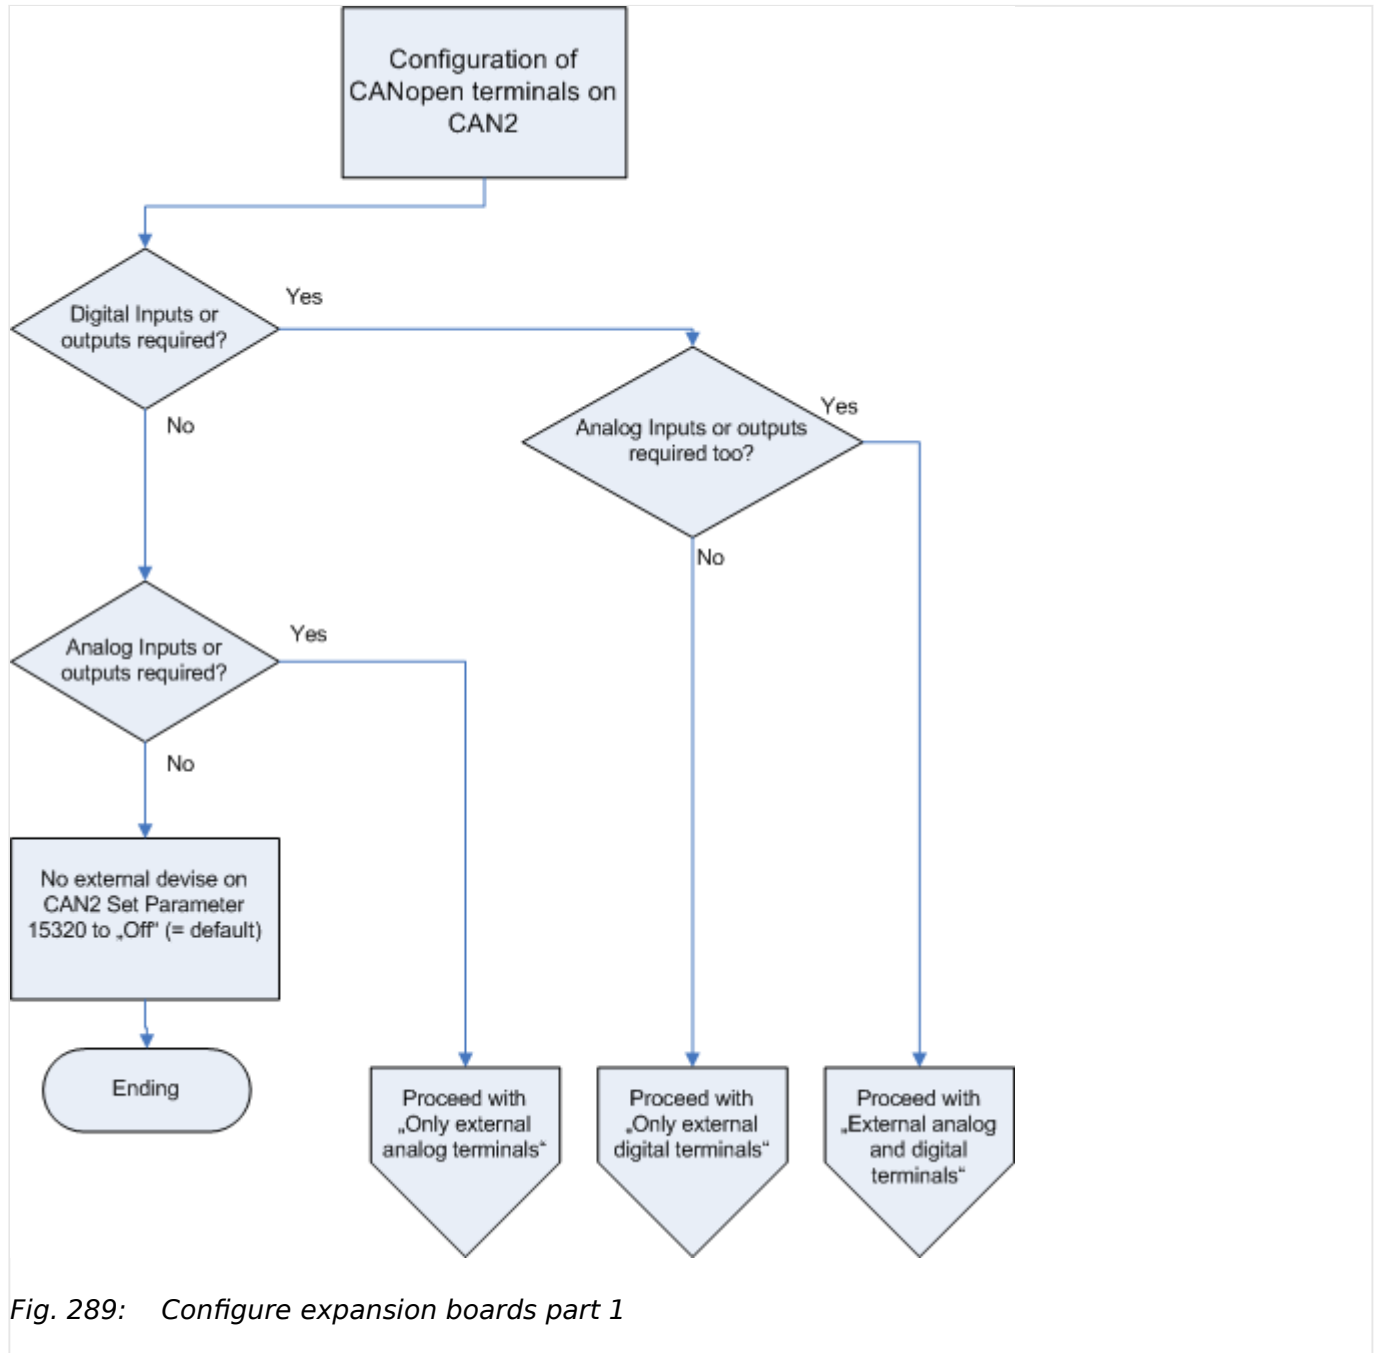 Configuration of
CANopen terminals on
CAN2
Digital Inputs or
outputs required?
Yes
No
Analog Inputs or outputs
required too?
Yes
No
Analog Inputs or
outputs required?
Yes
No
No external devise on
CAN2 Set Parameter
15320 to „Off“ (= default)
Ending
Proceed with
„Only external
analog terminals“
Proceed with
„Only external
digital terminals“
Proceed with
„External analog
and digital
terminals“
Fig. 289: Configure expansion boards part 1